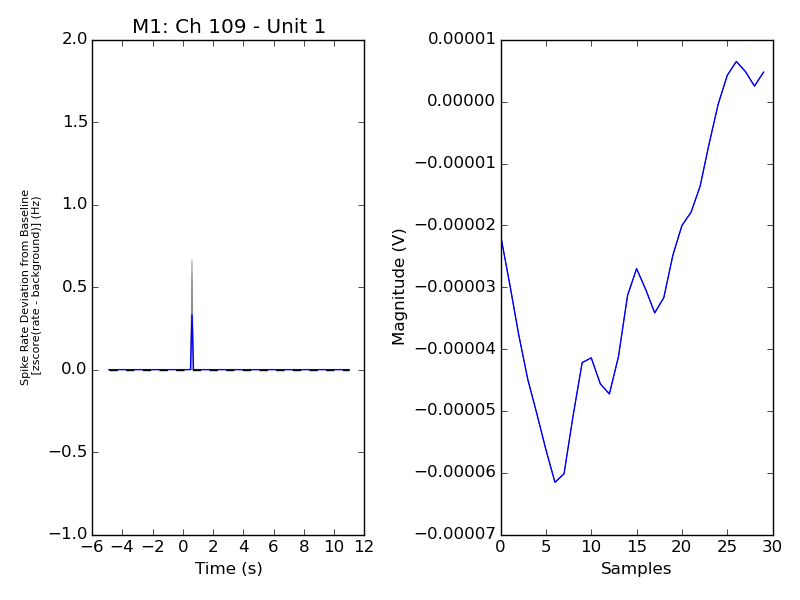 M1: Ch 109 - Unit 1
2.0
1.5
1.0
0.5
0.0
−0.5
−1.0
−6 −4 −2 0 2 4 6 8 10 12
Time (s)
Spike Rate Deviation from Baseline
[zscore(rate - background)] (Hz)
0.00001
0.00000
−0.00001
−0.00002
−0.00003
−0.00004
−0.00005
−0.00006
−0.00007
0 5 10 15 20 25 30
Samples
Magnitude (V)